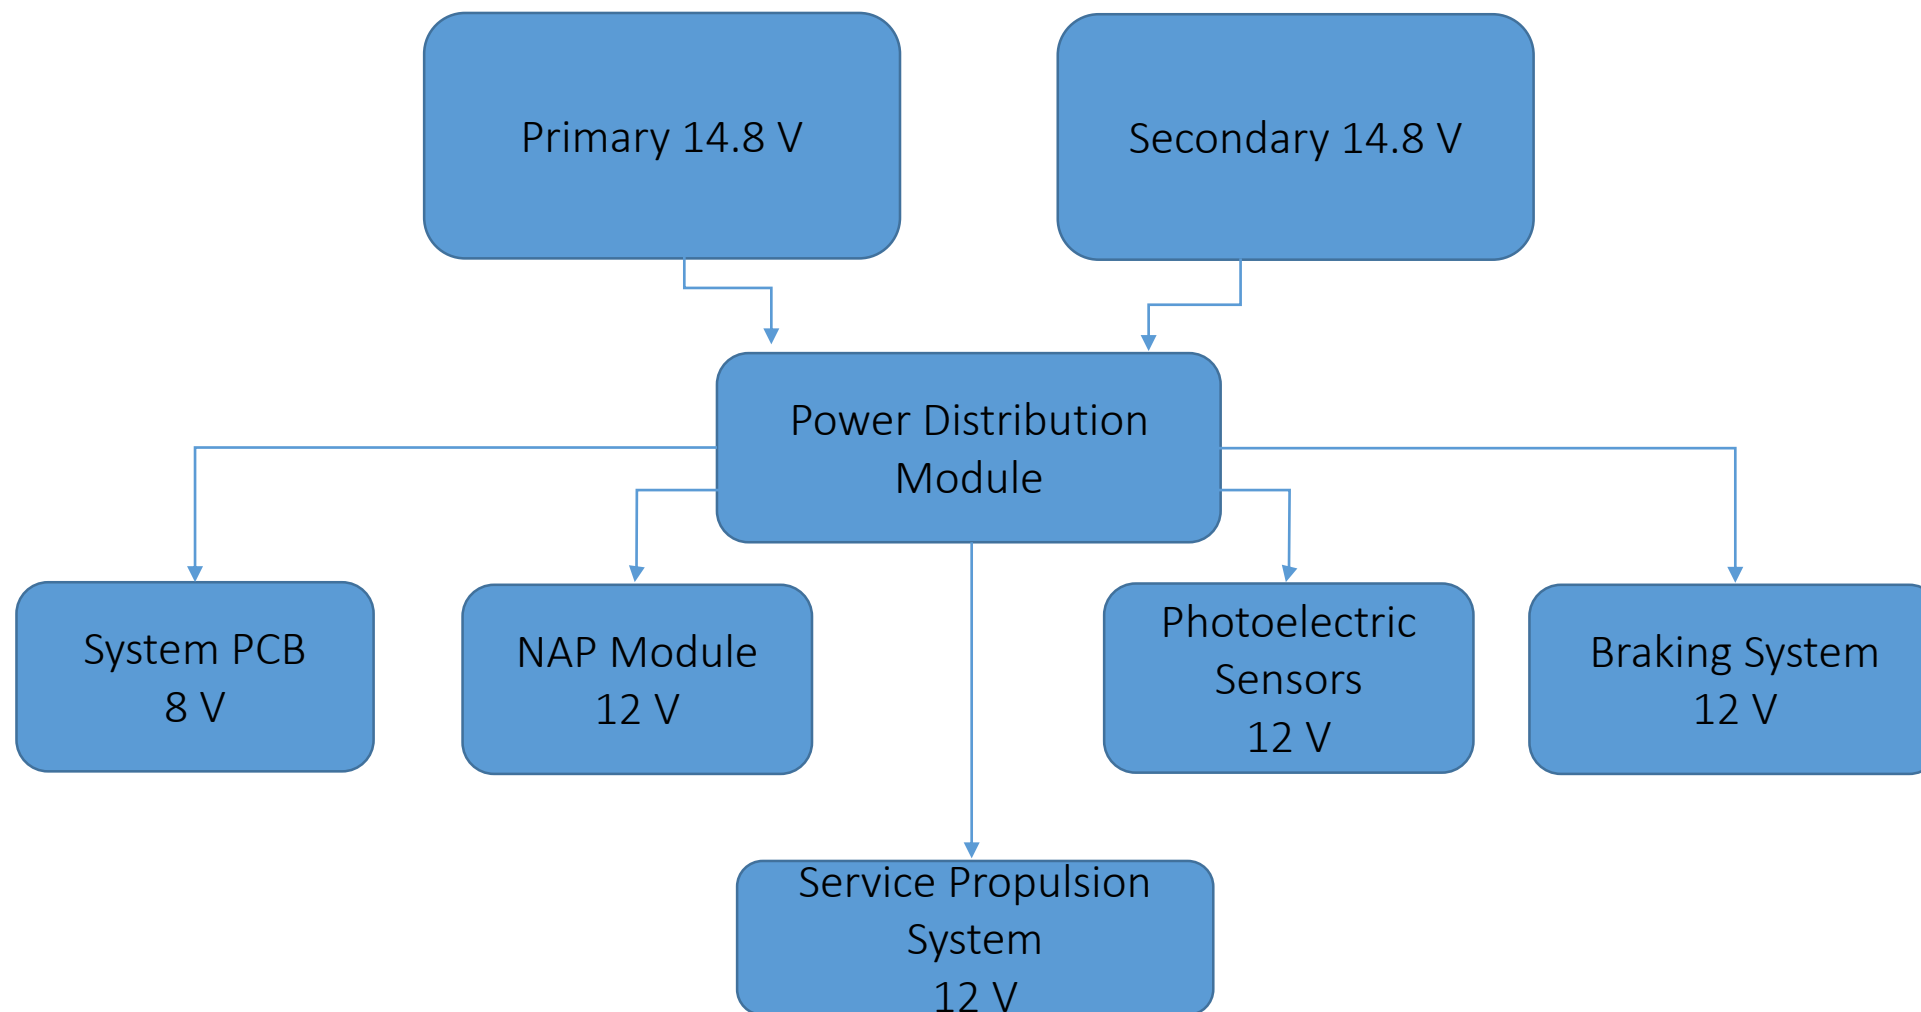 Primary 14.8 V
Secondary 14.8 V
Power Distribution
Module
System PCB
8 V
NAP Module
12 V
Photoelectric
Sensors
12 V
Braking System
12 V
Service Propulsion
System
12 V